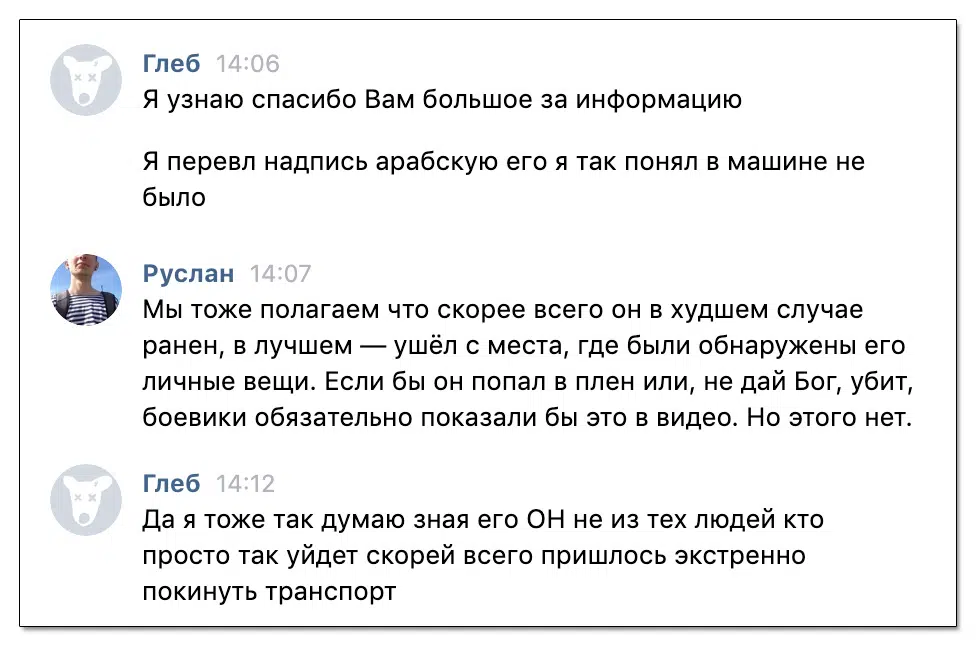 Глеб 14:06
Я узнаю спасибо Вам большое за информацию
Я перевл надпись арабскую его я так понял в машине не
было
Руслан 14:07
Мы тоже полагаем что скорее всего он в худшем случае
ранен, в лучшем — ушёл с места, где были обнаружены его
личные вещи. Если бы он попал в плен или, не дай Бог, убит,
боевики обязательно показали бы это в видео. Но этого нет.
Глеб 14:12
Да я тоже так думаю зная его ОН не из тех людей кто
просто так уйдет скорей всего пришлось экстренно
покинуть транспорт